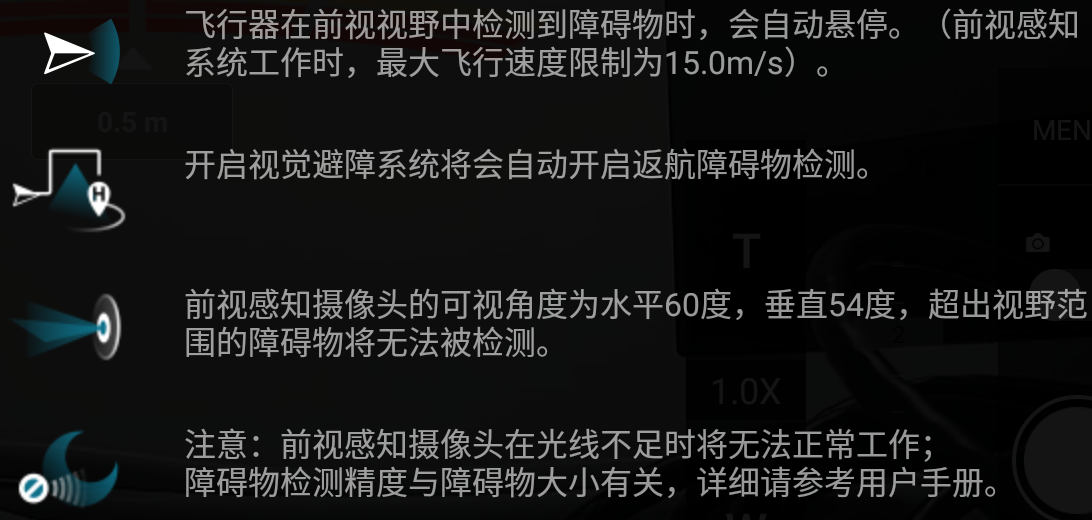 飞行器在前视视野中检测到障碍物时，会自动悬停。（前视感知
系统工作时，最大飞行速度限制为15.0m/s）。
0.5 m
MEN
开启视觉避障系统将会自动开启返航障碍物检测。
H
T
前视感知摄像头的可视角度为水平60度，垂直54度，超出视野范
围的障碍物将无法被检测。
2
1.0X
注意：前视感知摄像头在光线不足时将无法正常工作；
障碍物检测精度与障碍物大小有关，详细请参考用户手册。
W